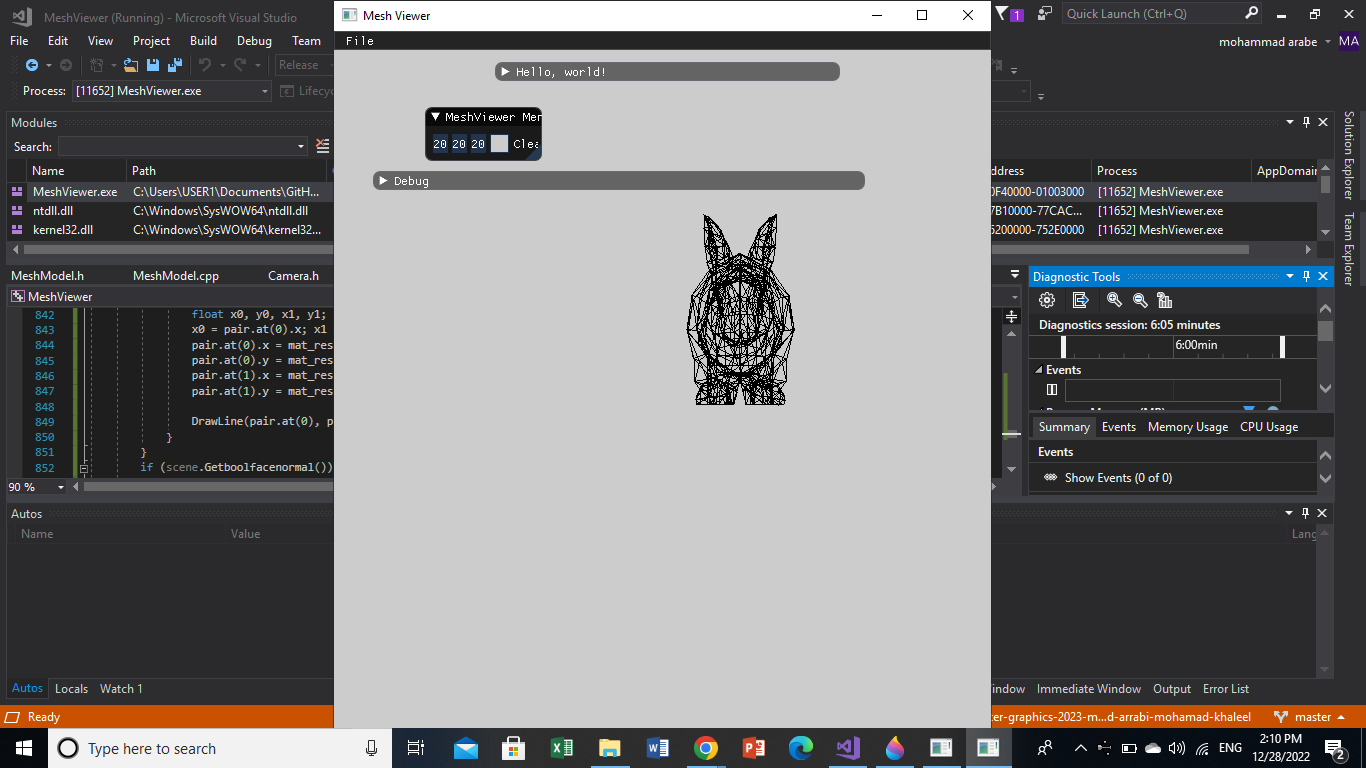 MeshViewer (Running) - Microsoft Visual Studio
Mesh Viewer
1
Quick Launch (Ctrl+Q)
File Edit View Project Build Debug Team
File
mohammad arabe MA
Release
Hello, world!
Process: [11652] MeshViewer.exe
Lifecy
MeshViewer Mer
Modules
20 20 20 Clea
Search:
Name Path
ddress Process AppDomain
Debug
MeshViewer.exe C:\Users\USER1\Documents\GitH...
0F40000-01003000 [11652] MeshViewer.exe
ntdll.dll C:\Windows\SysWOW64\ntdll.dll
7B10000-77CAC... [11652] MeshViewer.exe
kernel32.dll C:\Windows\SysWOW64\kernel32...
5200000-752E0000 [11652] MeshViewer.exe
Solution Explorer
Team Explorer
MeshModel.h MeshModel.cpp Camera.h
Diagnostic Tools
MeshViewer
842 float x0, y0, x1, y1;
843 x0 = pair.at(0).x; x1
844 pair.at(0).x = mat_res
845 pair.at(0).y = mat_res
846 pair.at(1).x = mat_res
847 pair.at(1).y = mat_res
848
849 DrawLine(pair.at(0), p
850 }
851 }
852 if (scene.Getboolfacenormal())
90 %
Diagnostics session: 6:05 minutes
6:00min
Events
Summary Events Memory Usage CPU Usage
Events
Show Events (0 of 0)
Autos
Name Value
Lang
Autos Locals Watch 1
indow Immediate Window Output Error List
Ready
ter-graphics-2023-m...d-arrabi-mohamad-khaleel master
Type here to search
ENG
2:10 PM
12/28/2022
2